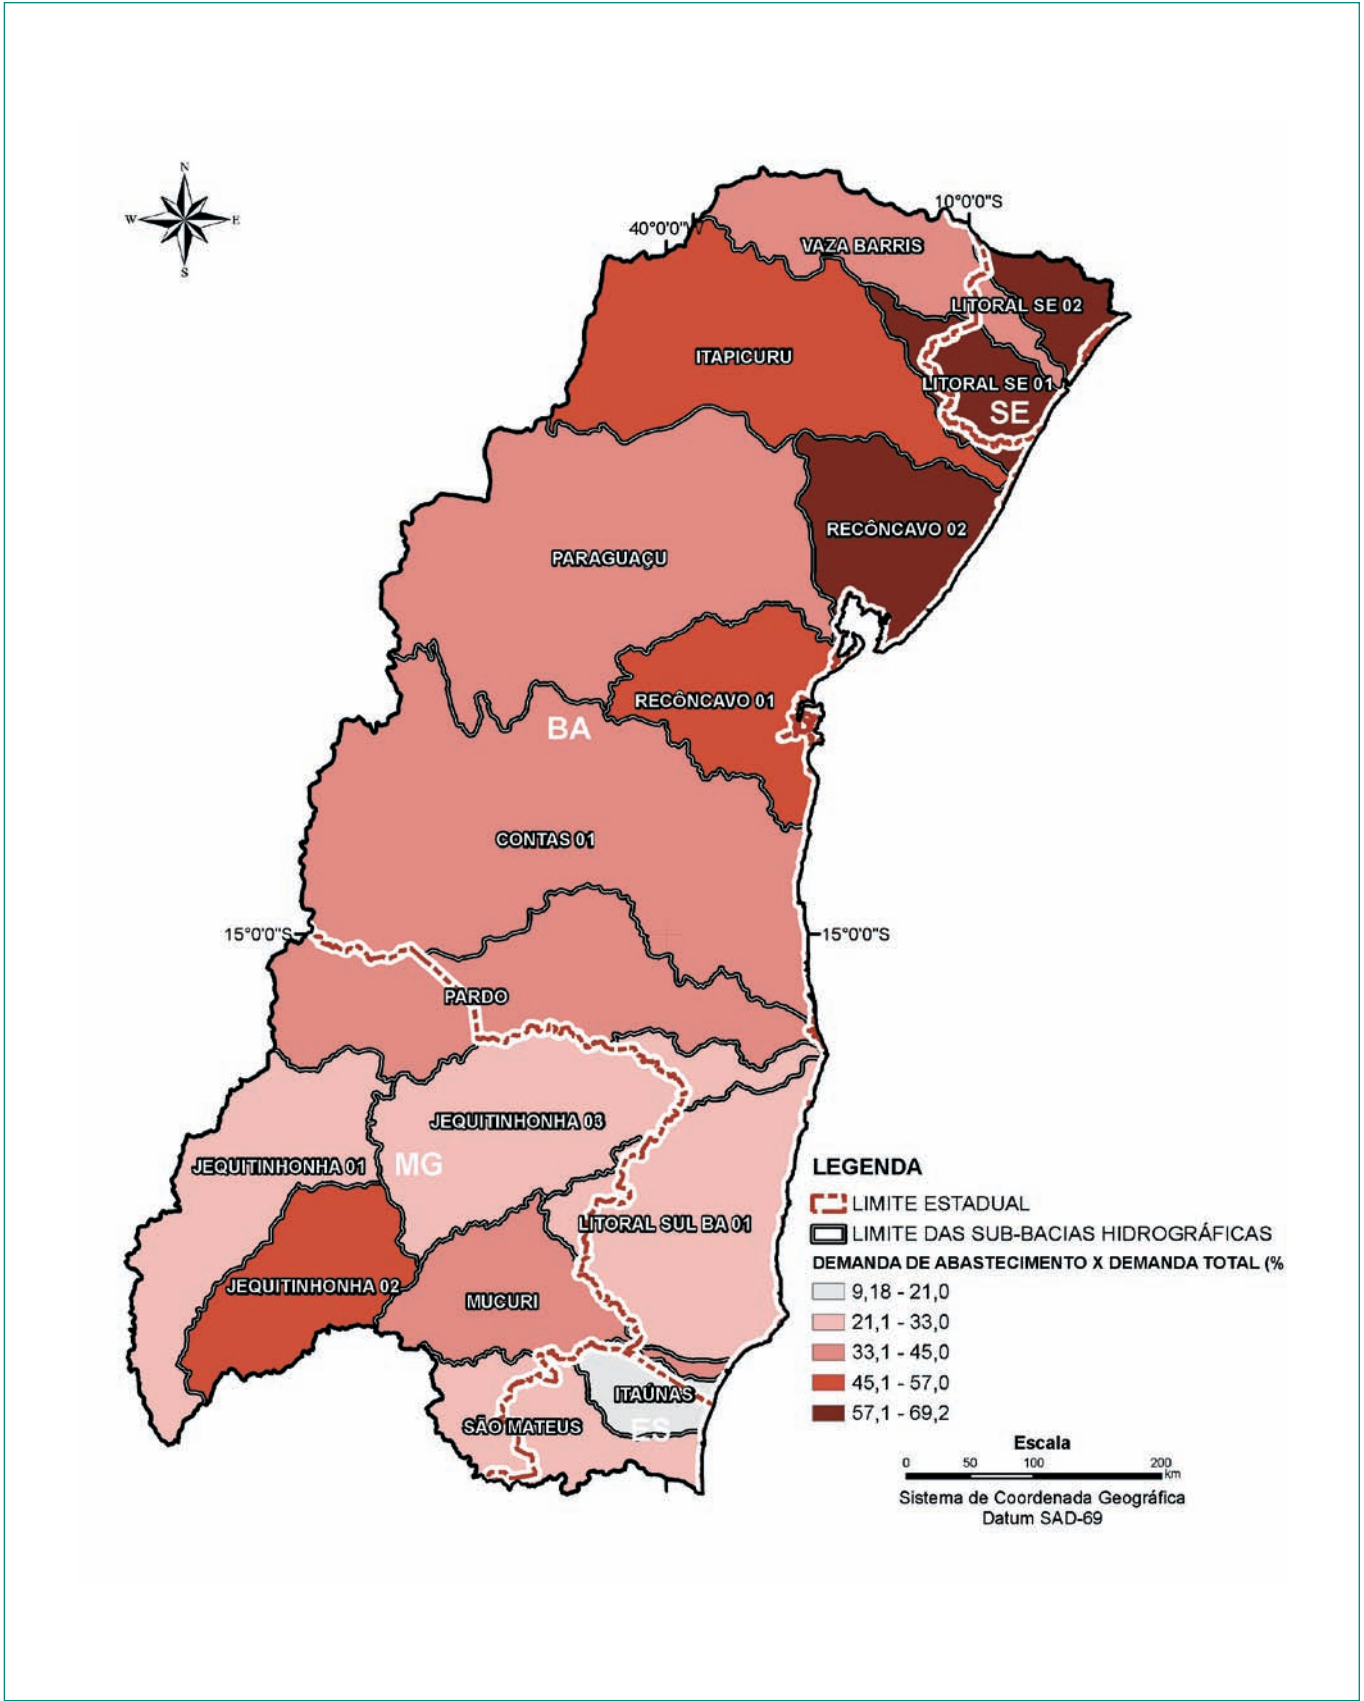 N
W
E
S
10°0'0"S
40°0'0"W
VAZA BARRIS
LITORAL SE 02
ITAPICURU
LITORAL SE 01
SE
RECÔNCAVO 02
PARAGUAÇU
RECÔNCAVO 01
BA
CONTAS 01
15°0'0"S
15°0'0"S
PARDO
JEQUITINHONHA 03
JEQUITINHONHA 01
MG
LITORAL SUL BA 01
JEQUITINHONHA 02
MUCURI
ITAÚNAS
SÃO MATEUS
ES
LEGENDA
LIMITE ESTADUAL
LIMITE DAS SUB-BACIAS HIDROGRÁFICAS
DEMANDA DE ABASTECIMENTO X DEMANDA TOTAL (%
9,18 - 21,0
21,1 - 33,0
33,1 - 45,0
45,1 - 57,0
57,1 - 69,2
Escala
0 50 100 200
km
Sistema de Coordenada Geográfica
Datum SAD-69